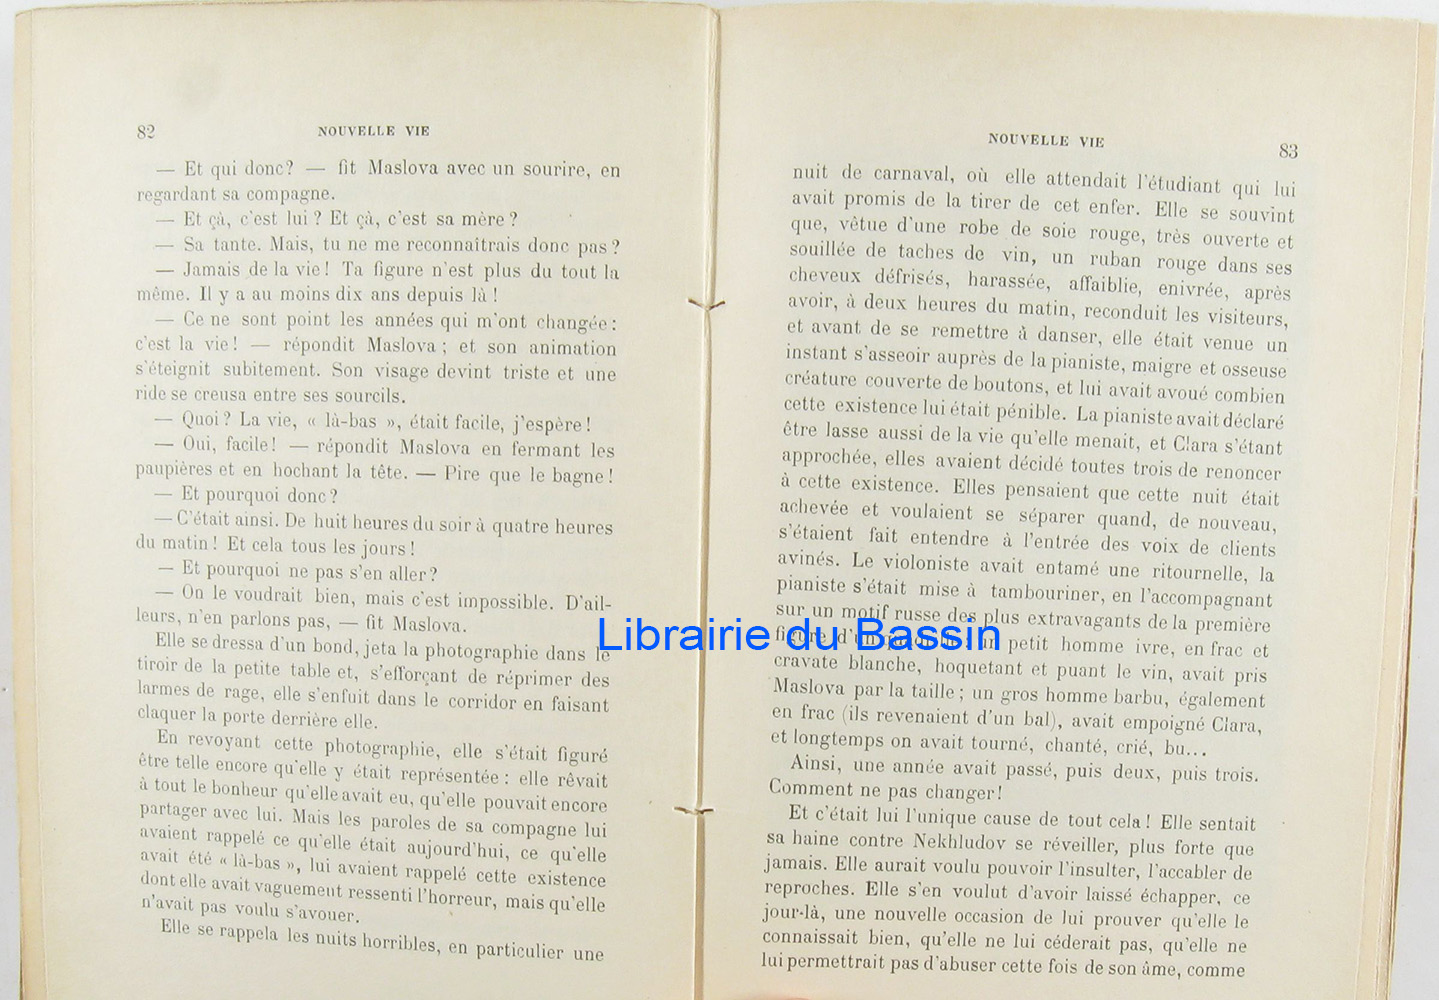 82
NOUVELLE VIE
— Et qui donc? — fit Maslova avec un sourire, en
regardant sa compagne.
— Et çà, c'est lui? Et çà, c'est sa mère?
— Sa tante. Mais, tu ne me reconnaîtrais donc pas?
— Jamais de la vie! Ta figure n'est plus du tout la
même. Il y a au moins dix ans depuis là!
— Ce ne sont point les années qui m'ont changée:
c'est la vie! — répondit Maslova; et son animation
s'éteignit subitement. Son visage devint triste et une
ride se creusa entre ses sourcils.
— Quoi? La vie, « là-bas », était facile, j'espère!
— Oui, facile! — répondit Maslova en fermant les
paupières et en hochant la tête. — Pire que le bagne!
— Et pourquoi donc?
— C'était ainsi. De huit heures du soir à quatre heures
du matin! Et cela tous les jours!
— Et pourquoi ne pas s'en aller?
— On le voudrait bien, mais c'est impossible. D'ail-
leurs, n'en parlons pas, — fit Maslova.
Elle se dressa d'un bond, jeta la photographie dans le
tiroir de la petite table et, s'efforçant de réprimer des
larmes de rage, elle s'enfuit dans le corridor en faisant
claquer la porte derrière elle.
En revoyant cette photographie, elle s'était figuré
être telle encore qu'elle y était représentée: elle rêvait
à tout le bonheur qu'elle avait eu, qu'elle pouvait encore
partager avec lui. Mais les paroles de sa compagne lui
avaient rappelé ce qu'elle était aujourd'hui, ce qu'elle
avait été « là-bas », lui avaient rappelé cette existence
dont elle avait vaguement ressenti l'horreur, mais qu'elle
n'avait pas voulu s'avouer.
Elle se rappela les nuits horribles, en particulier une
NOUVELLE VIE
83
nuit de carnaval, où elle attendait l'étudiant qui lui
avait promis de la tirer de cet enfer. Elle se souvint
que, vêtue d'une robe de soie rouge, très ouverte et
souillée de taches de vin, un ruban rouge dans ses
cheveux défrisés, harassée, affaiblie, enivrée, après
avoir, à deux heures du matin, reconduit les visiteurs,
et avant de se remettre à danser, elle était venue un
instant s'asseoir auprès de la pianiste, maigre et osseuse
créature couverte de boutons, et lui avait avoué combien
cette existence lui était pénible. La pianiste avait déclaré
être lasse aussi de la vie qu'elle menait, et Clara s'étant
approchée, elles avaient décidé toutes trois de renoncer
à cette existence. Elles pensaient que cette nuit était
achevée et voulaient se séparer quand, de nouveau,
s'étaient fait entendre à l'entrée des voix de clients
avinés. Le violoniste avait entamé une ritournelle, la
pianiste s'était mise à tambouriner, en l'accompagnant
sur un motif russe des plus extravagants de la première
figure d'un petit homme ivre, en frac et
cravate blanche, hoquetant et puant le vin, avait pris
Maslova par la taille; un gros homme barbu, également
en frac (ils revenaient d'un bal), avait empoigné Clara,
et longtemps on avait tourné, chanté, crié, bu...
Ainsi, une année avait passé, puis deux, puis trois.
Comment ne pas changer!
Et c'était lui l'unique cause de tout cela! Elle sentait
sa haine contre Nekhludov se réveiller, plus forte que
jamais. Elle aurait voulu pouvoir l'insulter, l'accabler de
reproches. Elle s'en voulut d'avoir laissé échapper, ce
jour-là, une nouvelle occasion de lui prouver qu'elle le
connaissait bien, qu'elle ne lui céderait pas, qu'elle ne
lui permettrait pas d'abuser cette fois de son âme, comme
Librairie du Bassin